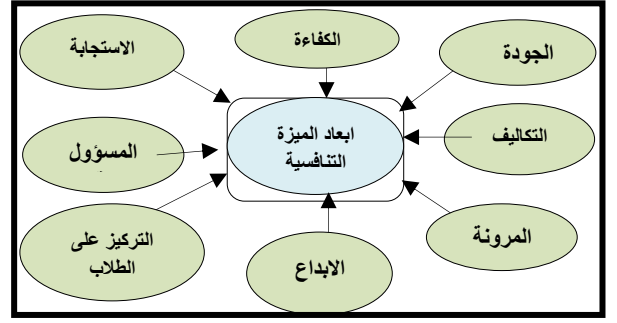 الكفاءة
الجودة
الاستجابة
التكاليف
ابعاد الميزة
التنافسية
المسؤول
المرونة
التركيز على
الطلاب
الابداع